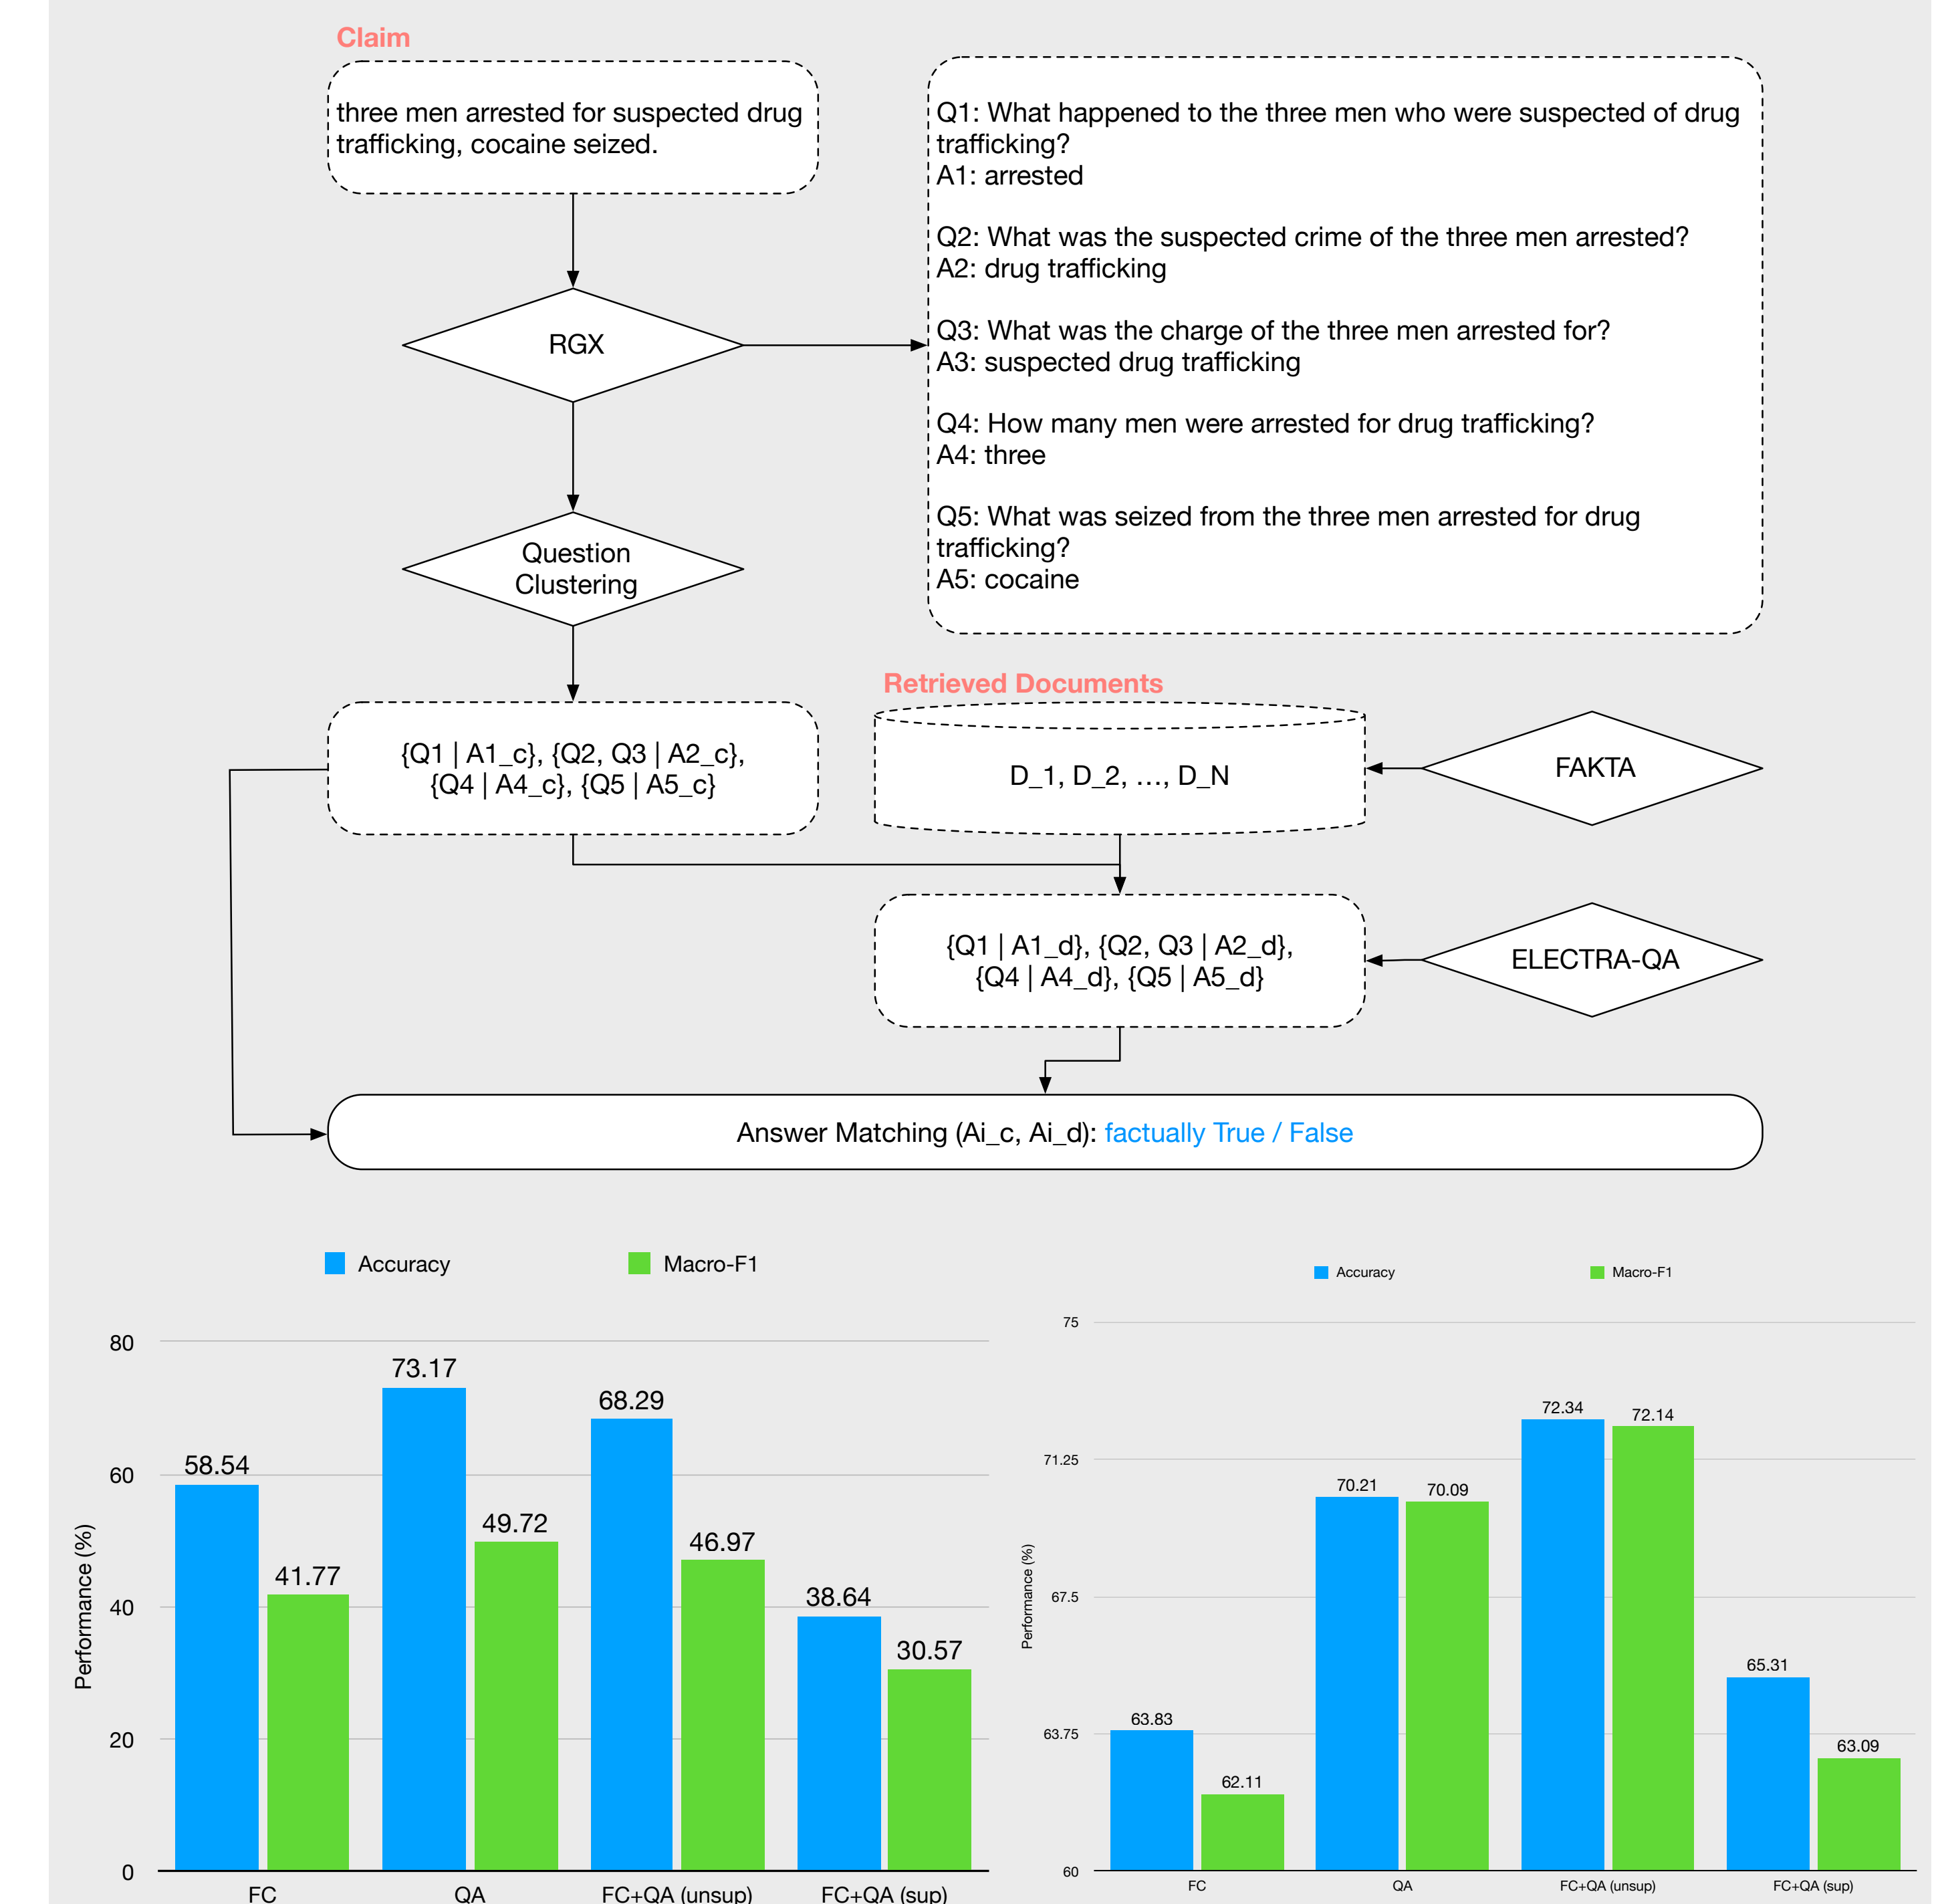 Claim
three men arrested for suspected drug
trafficking, cocaine seized.
Q1: What happened to the three men who were suspected of drug
trafficking?
A1: arrested
Q2: What was the suspected crime of the three men arrested?
A2: drug trafficking
Q3: What was the charge of the three men arrested for?
A3: suspected drug trafficking
Q4: How many men were arrested for drug trafficking?
A4: three
Q5: What was seized from the three men arrested for drug
trafficking?
A5: cocaine
RGX
Question
Clustering
Retrieved Documents
{Q1 | A1_c}, {Q2, Q3 | A2_c},
{Q4 | A4_c}, {Q5 | A5_c}
D_1, D_2, …, D_N
FAKTA
{Q1 | A1_d}, {Q2, Q3 | A2_d},
{Q4 | A4_d}, {Q5 | A5_d}
ELECTRA-QA
Answer Matching (Ai_c, Ai_d): factually True / False
Accuracy
Macro-F1
80
60
40
20
0
Performance (%)
58.54
41.77
73.17
49.72
68.29
46.97
38.64
30.57
FC
QA
FC+QA (unsup)
FC+QA (sup)
Accuracy
Macro-F1
75
71.25
67.5
63.75
60
Performance (%)
63.83
62.11
70.21
70.09
72.34
72.14
65.31
63.09
FC
QA
FC+QA (unsup)
FC+QA (sup)